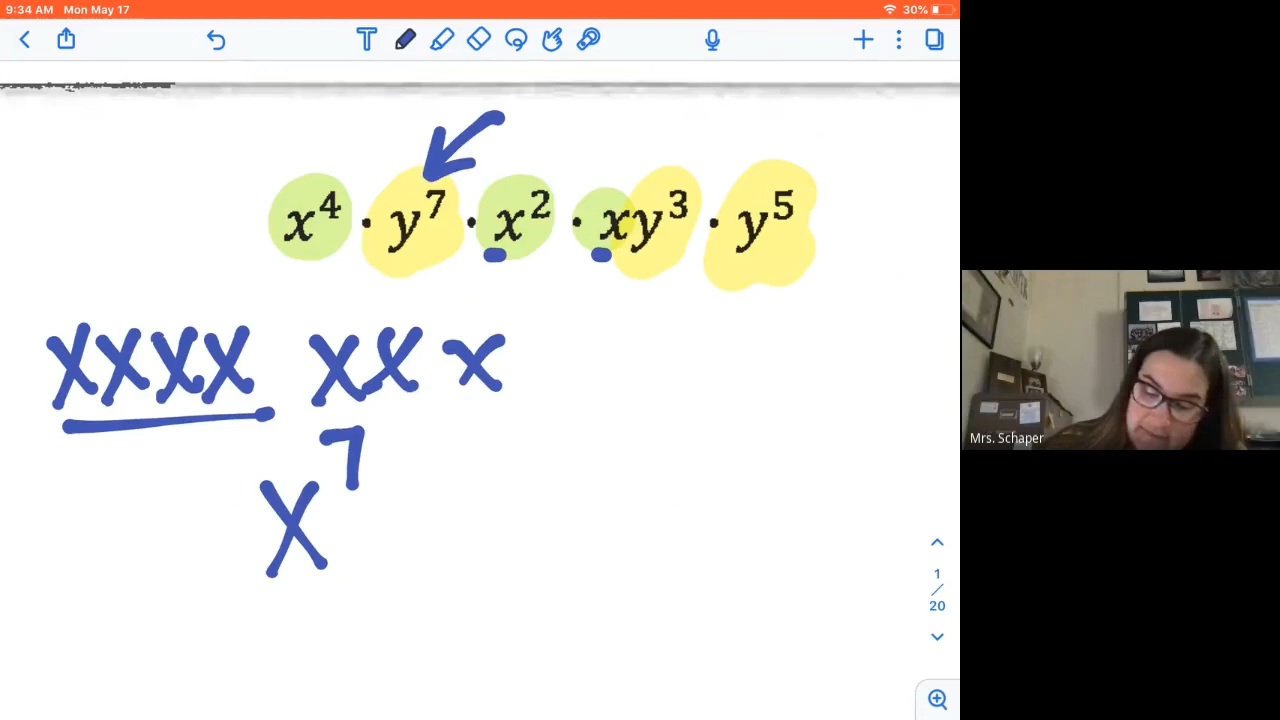 9:34 AM Mon May 17 30%
T
x⁴ · y⁷ · x² · xy³ · y⁵
XXXX XX X
X⁷
Mrs. Schaper
1
/
20